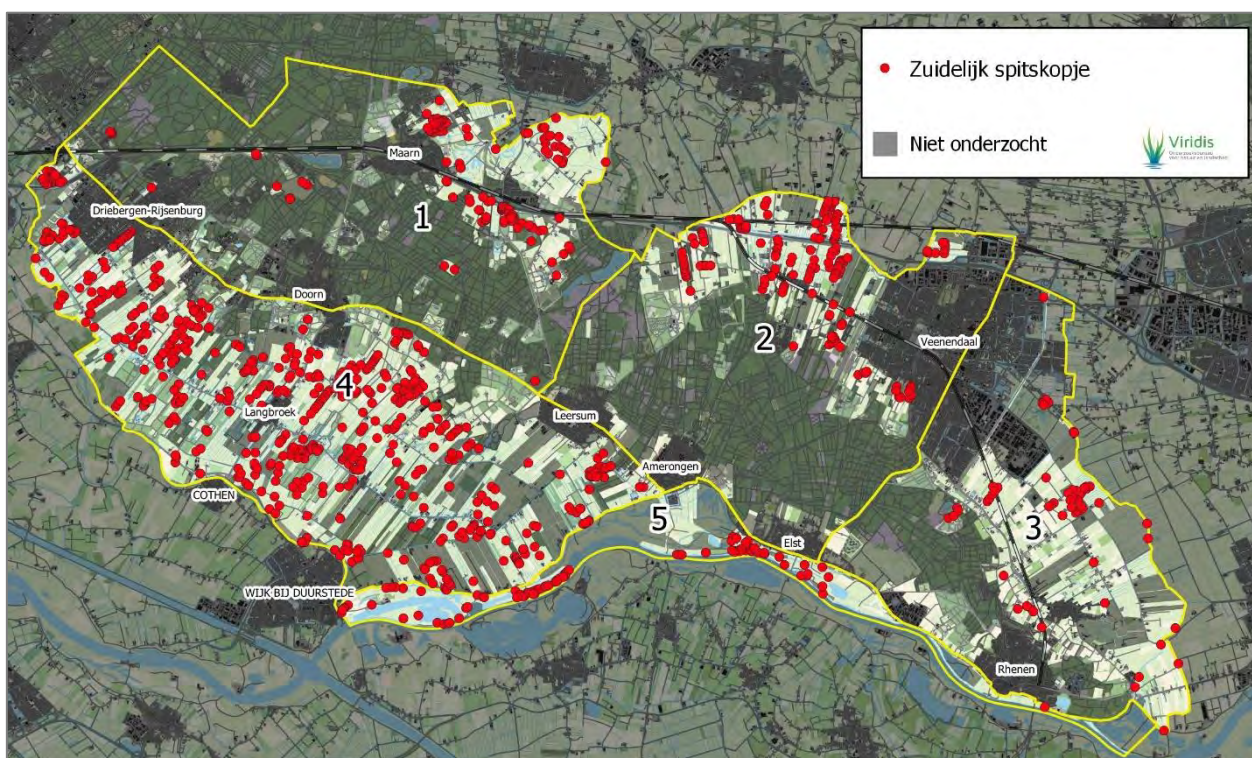 Zuidelijk spitskopje
Niet onderzocht
Viridis
Maarn
1
Driebergen-Rijsenburg
Doorn
2
Veenendaal
4
Langbroek
Leersum
Amerongen
COTHEN
5
Elst
3
WIJK BIJ DUURSTEDE
Rhenen